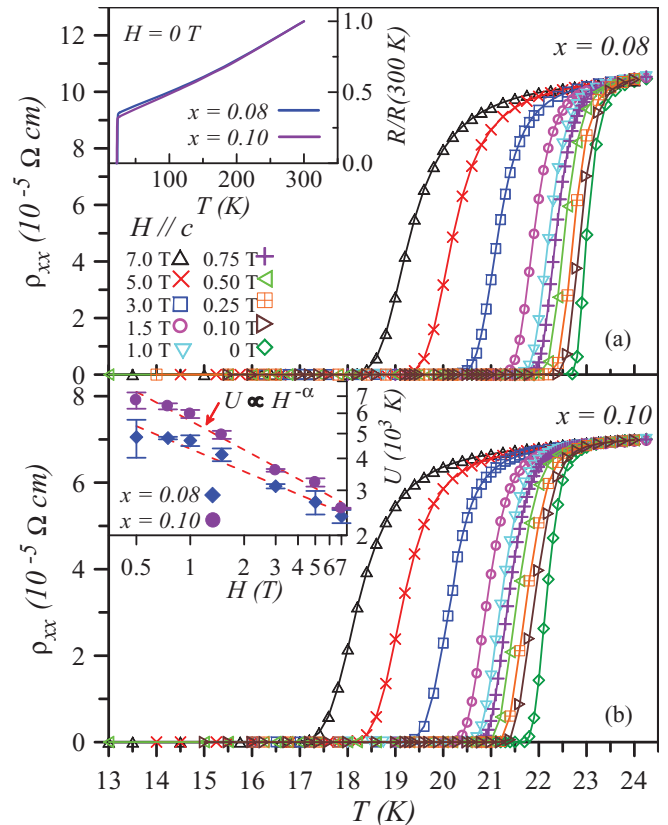 12
10
8
6
4
2
0
ρxx (10⁻⁵ Ω cm)
H = 0 T
x = 0.08
x = 0.10
1.0
0.5
0.0
R/R(300 K)
100 200 300
T (K)
x = 0.08
H // c
7.0 T 0.75 T
5.0 T 0.50 T
3.0 T 0.25 T
1.5 T 0.10 T
1.0 T 0 T
(a)
8
6
4
2
0
ρxx (10⁻⁵ Ω cm)
U ∝ H⁻ᵅ
x = 0.08
x = 0.10
7
6
5
4
3
2
U (10³ K)
0.5 1 3 4 5 6 7
H (T)
x = 0.10
(b)
13 14 15 16 17 18 19 20 21 22 23 24
T (K)